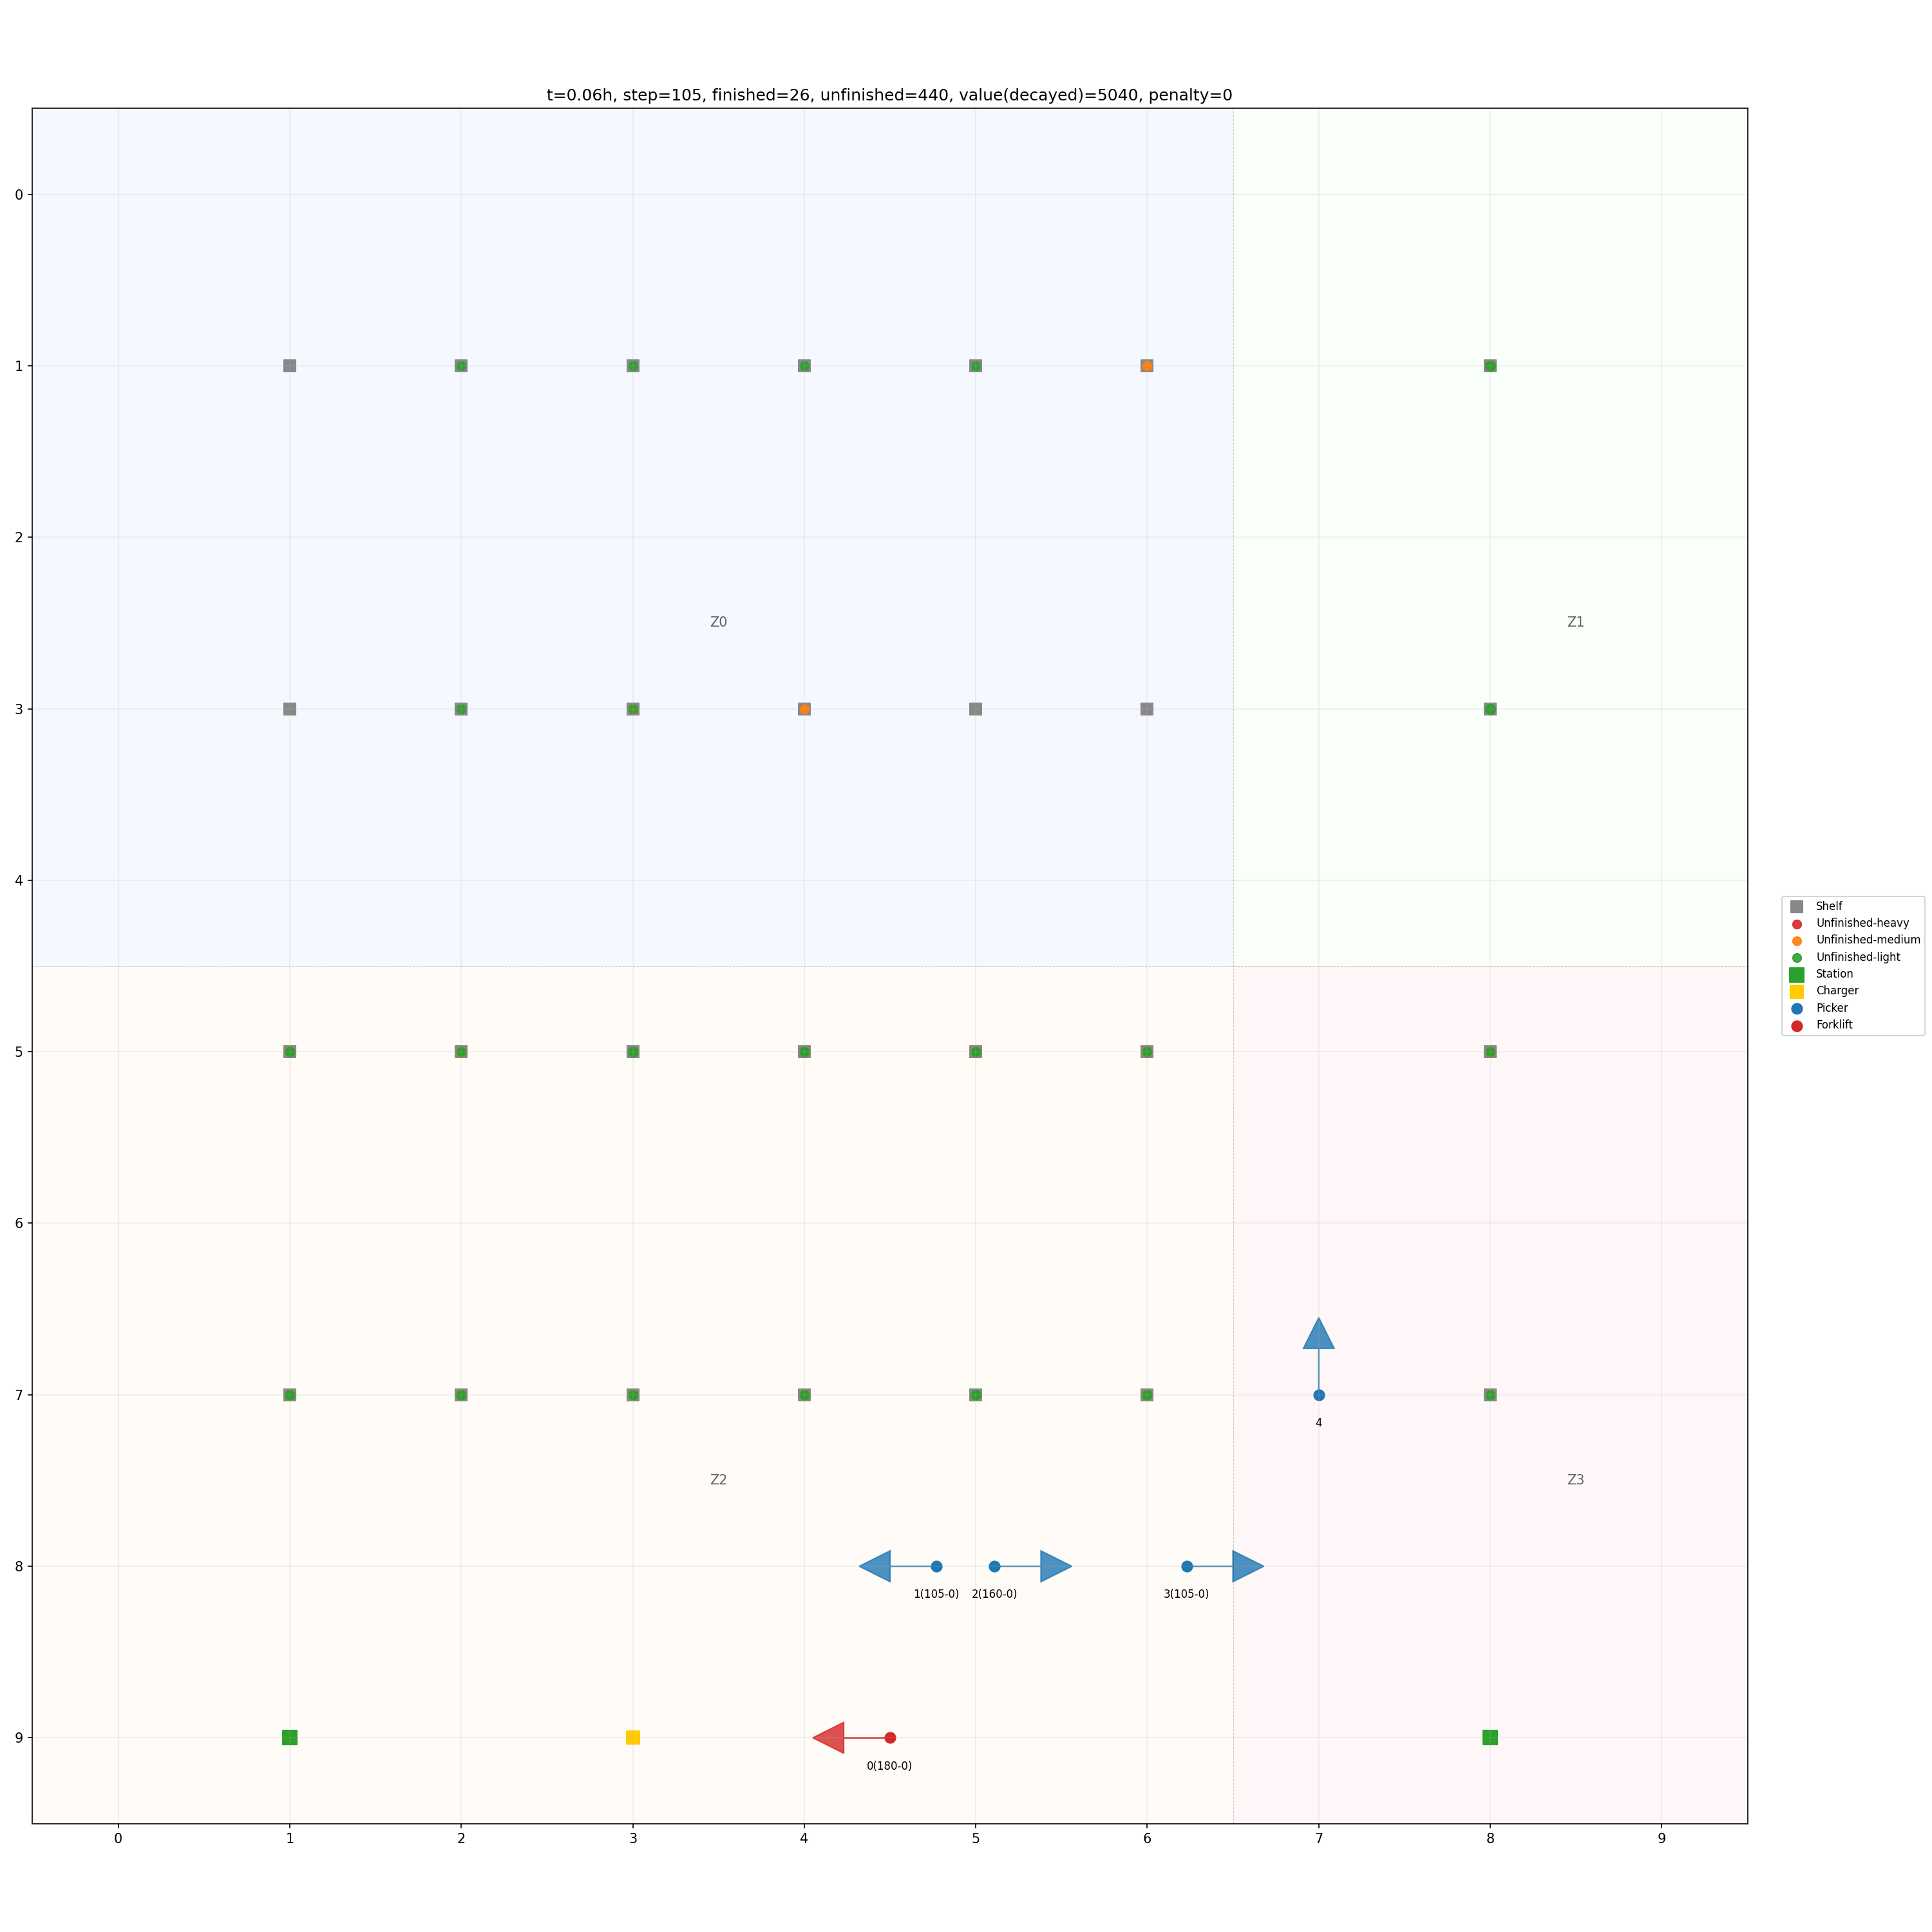 t=0.06h, step=105, finished=26, unfinished=440, value(decayed)=5040, penalty=0
0
1
2
Z0
Z1
3
4
Shelf
Unfinished-heavy
Unfinished-medium
Unfinished-light
Station
Charger
Picker
Forklift
5
6
7
4
Z2
Z3
8
1(105-0)
2(160-0)
3(105-0)
9
0(180-0)
0 1 2 3 4 5 6 7 8 9